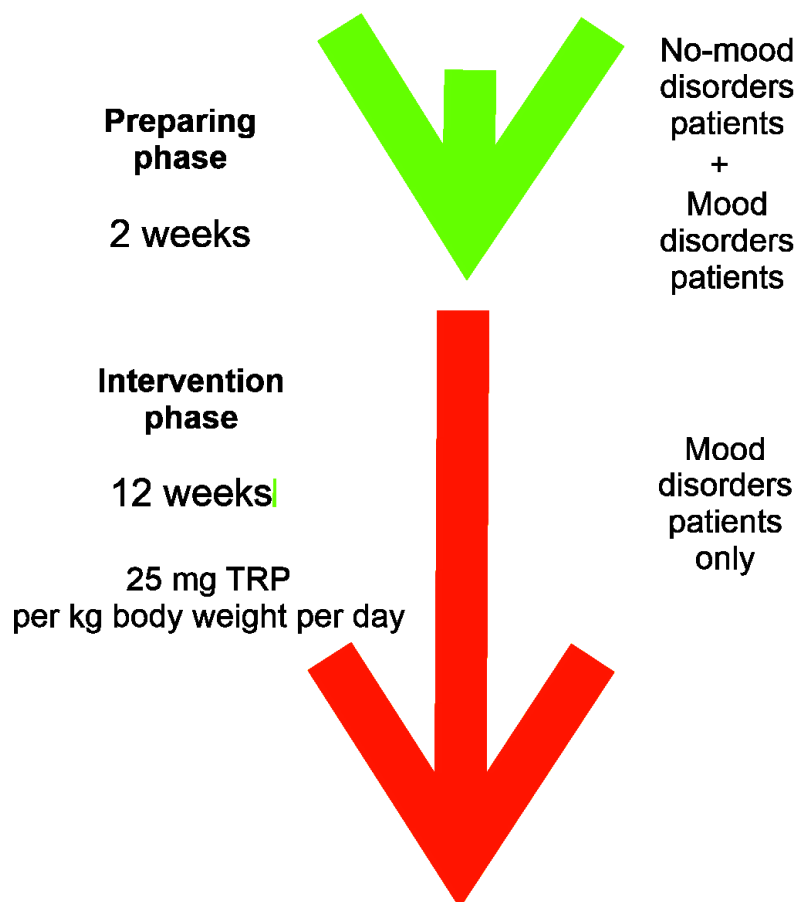 Preparing
phase
2 weeks
No-mood
disorders
patients
+
Mood
disorders
patients
Intervention
phase
12 weeks
25 mg TRP
per kg body weight per day
Mood
disorders
patients
only